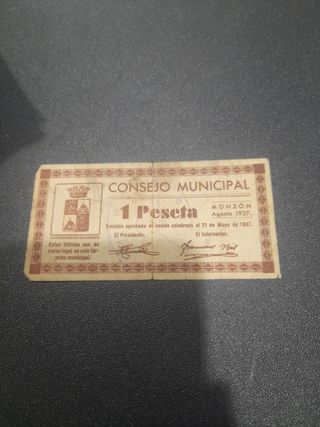 CONSEJO MUNICIPAL
1 Peseta
MONZÓN
Agosto 1937.
Emisión aprobada en sesión celebrada el 21 de Mayo de 1937.
El Presidente,
El Interventor,
Estos billetes son de
curso legal en este tér-
mino municipal.